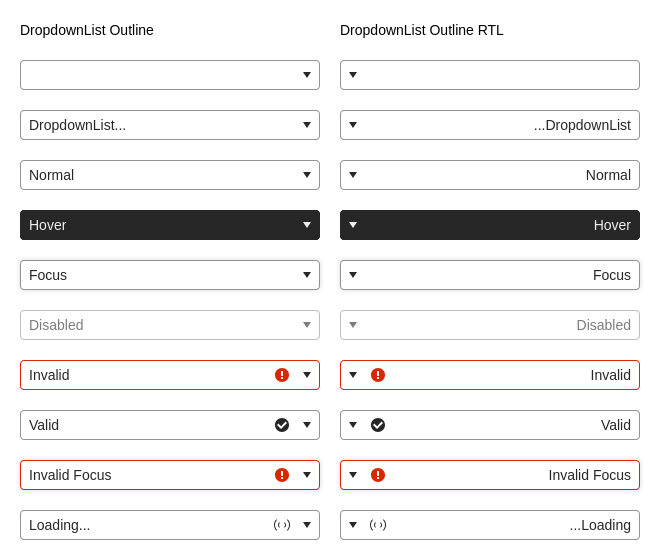 DropdownList Outline
DropdownList Outline RTL
DropdownList...
...DropdownList
Normal
Normal
Hover
Hover
Focus
Focus
Disabled
Disabled
Invalid
Invalid
Valid
Valid
Invalid Focus
Invalid Focus
Loading...
...Loading